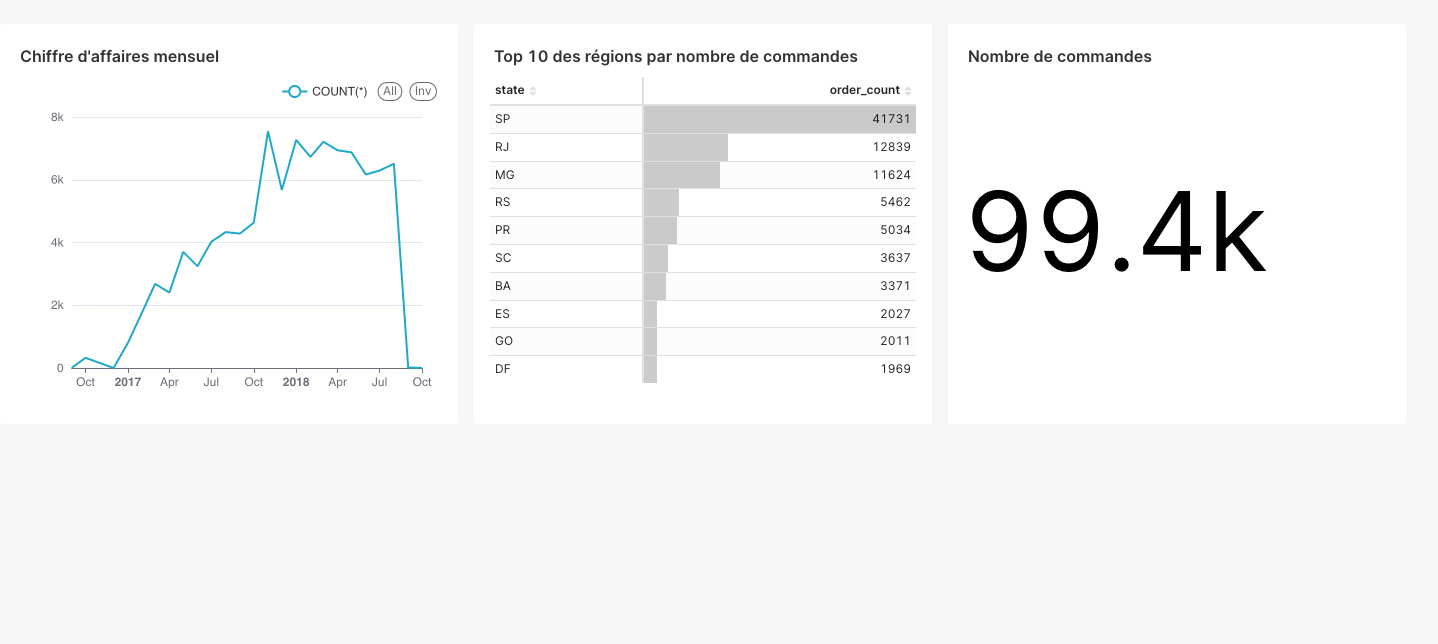 Chiffre d'affaires mensuel
COUNT(*) All Inv
8k
6k
4k
2k
0
Oct 2017 Apr Jul Oct 2018 Apr Jul Oct
Top 10 des régions par nombre de commandes
state order_count
SP 41731
RJ 12839
MG 11624
RS 5462
PR 5034
SC 3637
BA 3371
ES 2027
GO 2011
DF 1969
Nombre de commandes
99.4k